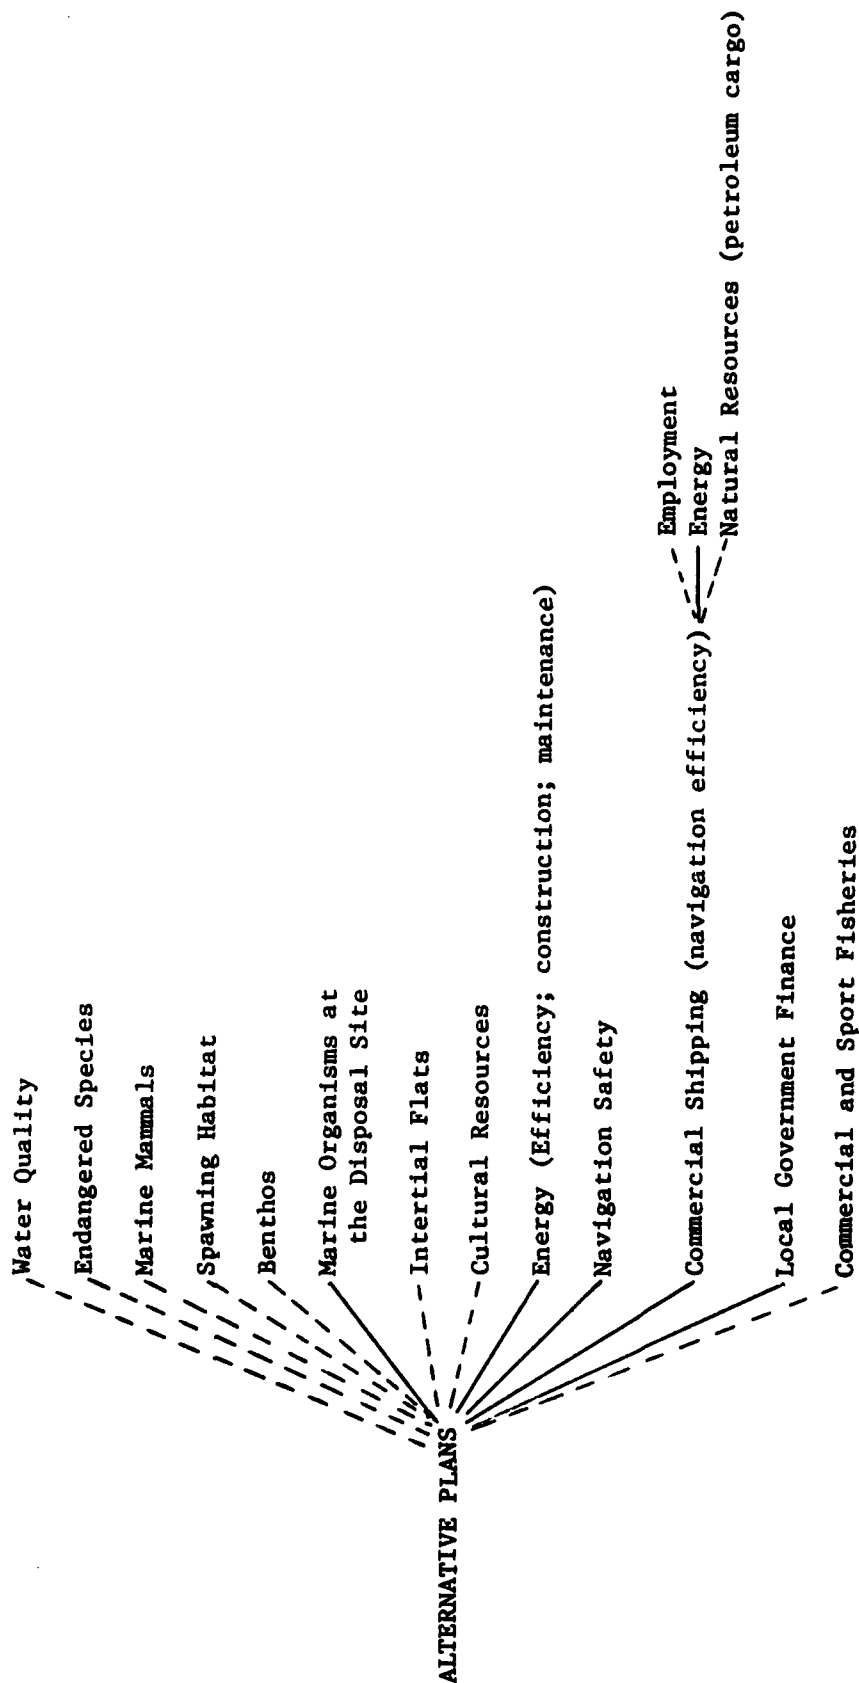 Water Quality
Endangered Species
Marine Mammals
Spawning Habitat
Benthos
Marine Organisms at
the Disposal Site
Intertial Flats
ALTERNATIVE PLANS
Cultural Resources
Energy (Efficiency; construction; maintenance)
Navigation Safety
Commercial Shipping (navigation efficiency)
Employment
Energy
Natural Resources (petroleum cargo)
Local Government Finance
Commercial and Sport Fisheries